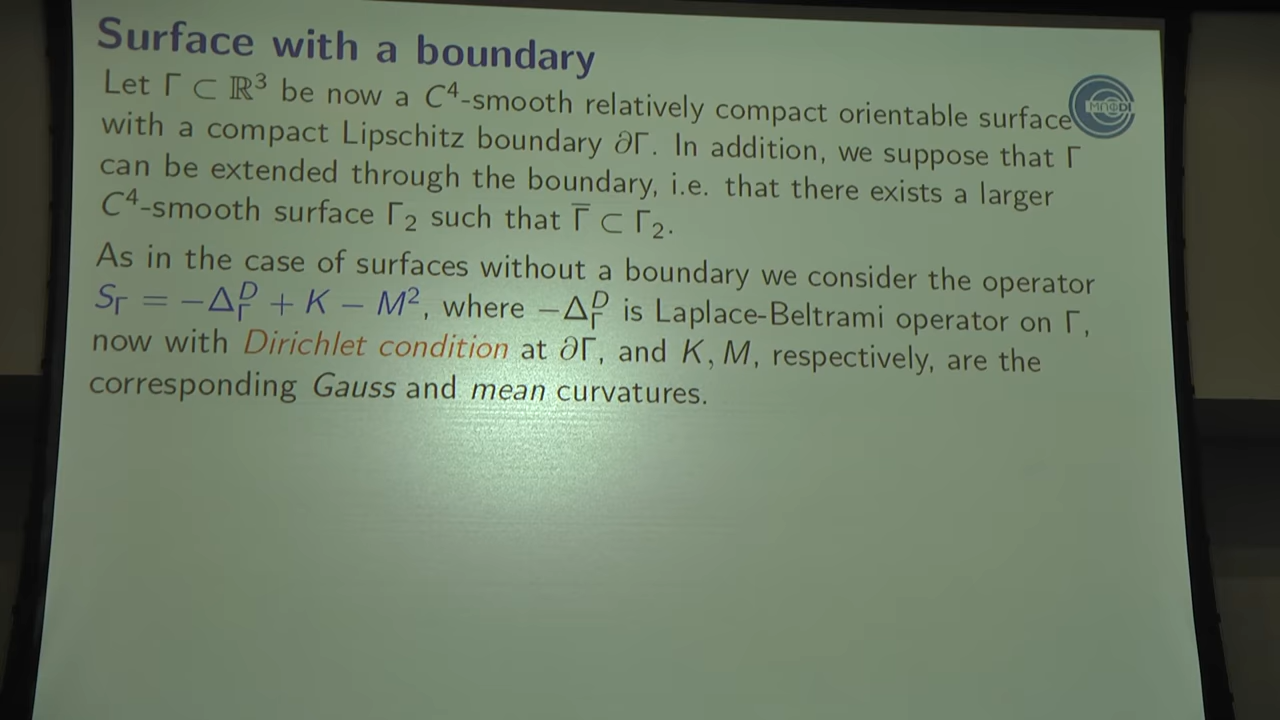 Surface with a boundary
Let Γ ⊂ ℝ³ be now a C⁴-smooth relatively compact orientable surface
with a compact Lipschitz boundary ∂Γ. In addition, we suppose that Γ
can be extended through the boundary, i.e. that there exists a larger
C⁴-smooth surface Γ₂ such that Γ̅ ⊂ Γ₂.
As in the case of surfaces without a boundary we consider the operator
S_Γ = −Δ_Γ^D + K − M², where −Δ_Γ^D is Laplace-Beltrami operator on Γ,
now with Dirichlet condition at ∂Γ, and K, M, respectively, are the
corresponding Gauss and mean curvatures.